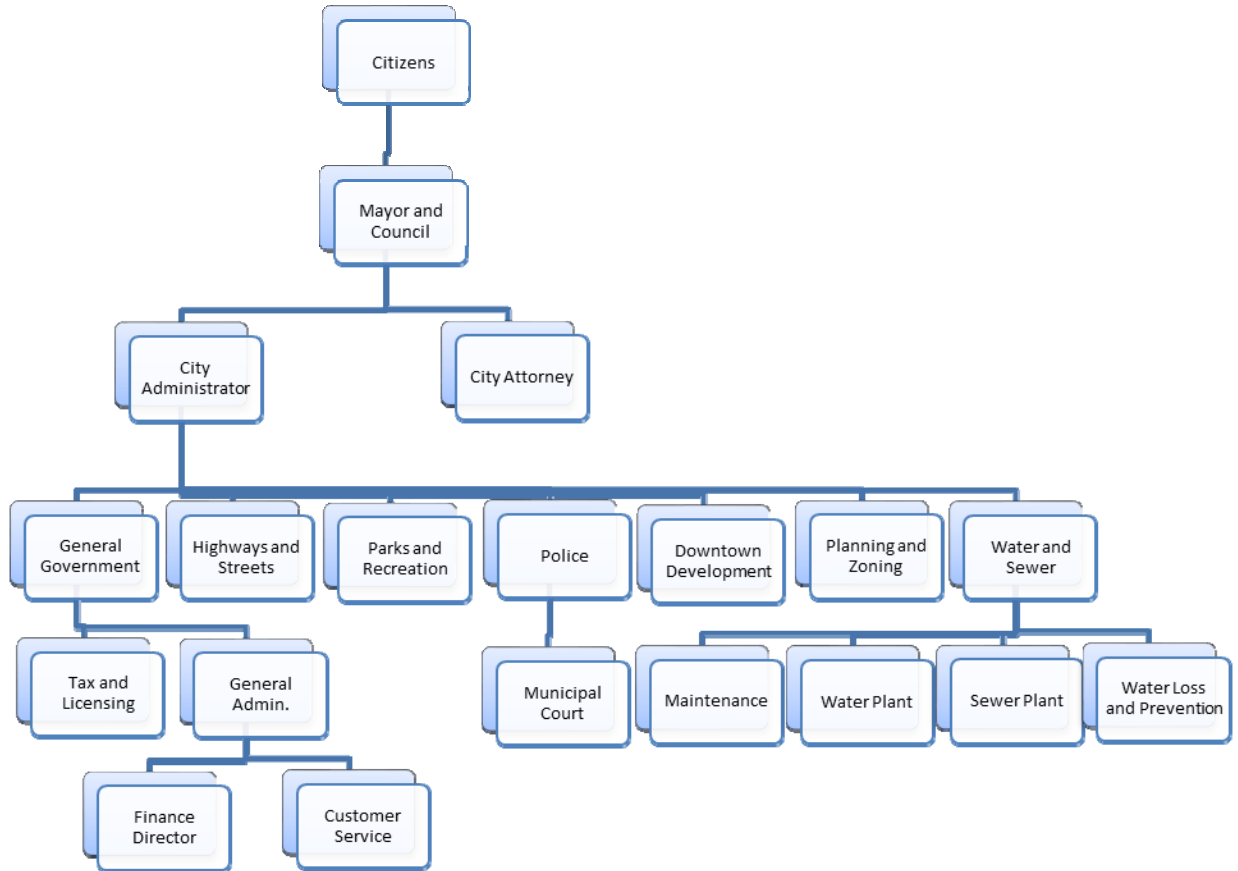 Citizens
Mayor and
Council
City
Administrator
City Attorney
General
Government
Highways and
Streets
Parks and
Recreation
Police
Downtown
Development
Planning and
Zoning
Water and
Sewer
Tax and
Licensing
General
Admin.
Municipal
Court
Maintenance
Water Plant
Sewer Plant
Water Loss
and Prevention
Finance
Director
Customer
Service